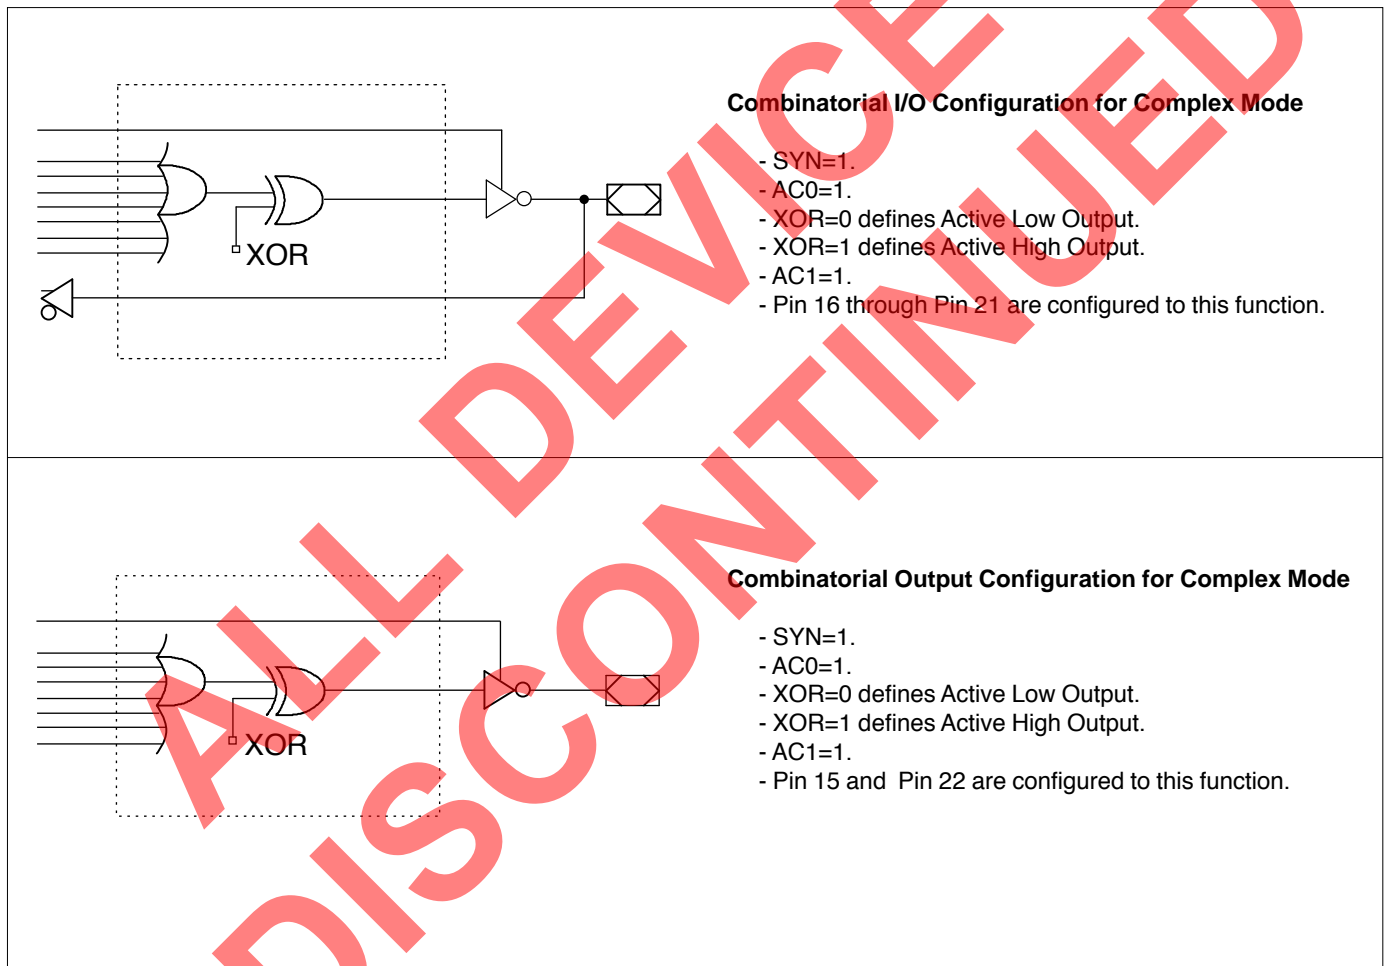 Combinatorial I/O Configuration for Complex Mode
- SYN=1.
- AC0=1.
- XOR=0 defines Active Low Output.
- XOR=1 defines Active High Output.
- AC1=1.
- Pin 16 through Pin 21 are configured to this function.
XOR
Combinatorial Output Configuration for Complex Mode
- SYN=1.
- AC0=1.
- XOR=0 defines Active Low Output.
- XOR=1 defines Active High Output.
- AC1=1.
- Pin 15 and  Pin 22 are configured to this function.
XOR
ALL DEVICE
DISCONTINUED